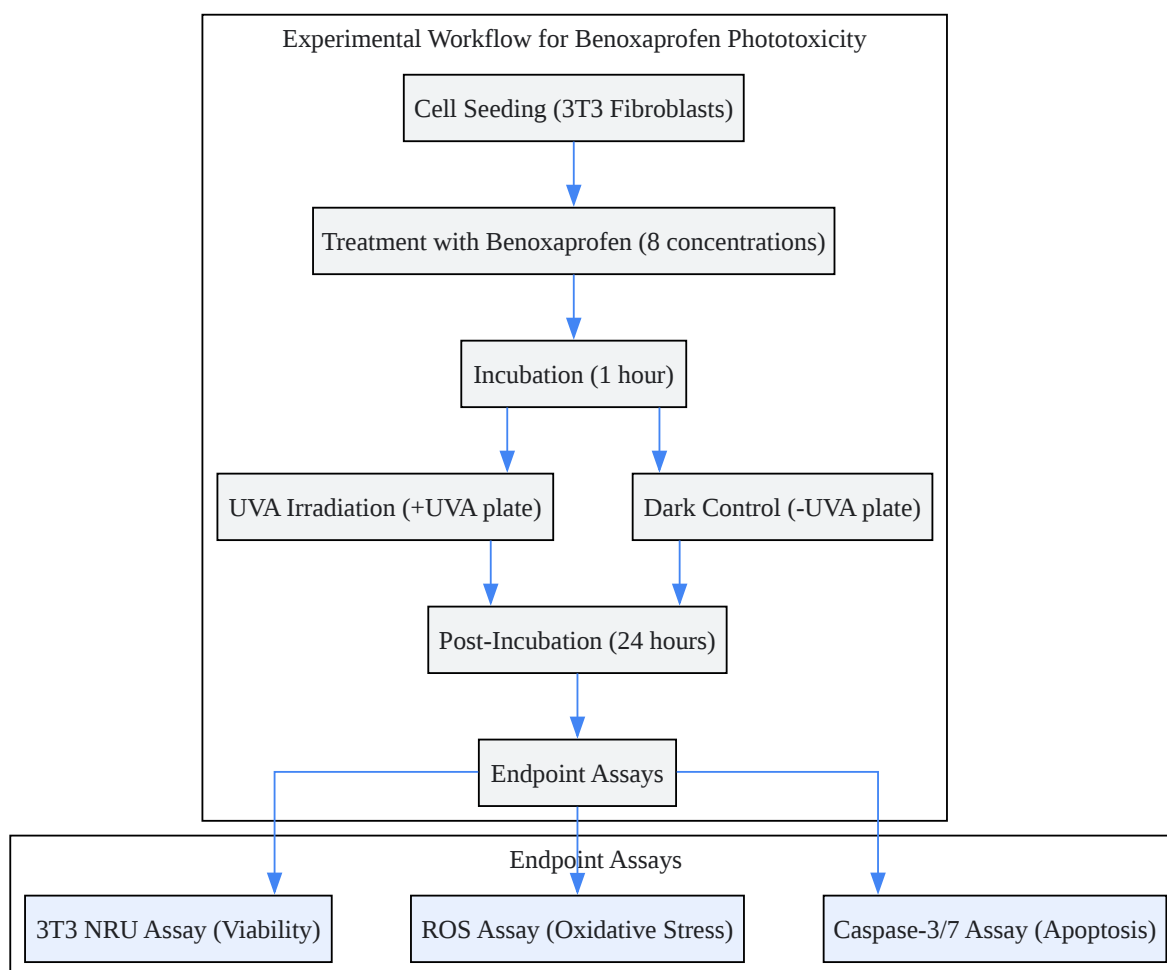 Experimental Workflow for Benoxaprofen Phototoxicity
Cell Seeding (3T3 Fibroblasts)
Treatment with Benoxaprofen (8 concentrations)
Incubation (1 hour)
UVA Irradiation (+UVA plate)
Dark Control (-UVA plate)
Post-Incubation (24 hours)
Endpoint Assays
Endpoint Assays
3T3 NRU Assay (Viability)
ROS Assay (Oxidative Stress)
Caspase-3/7 Assay (Apoptosis)